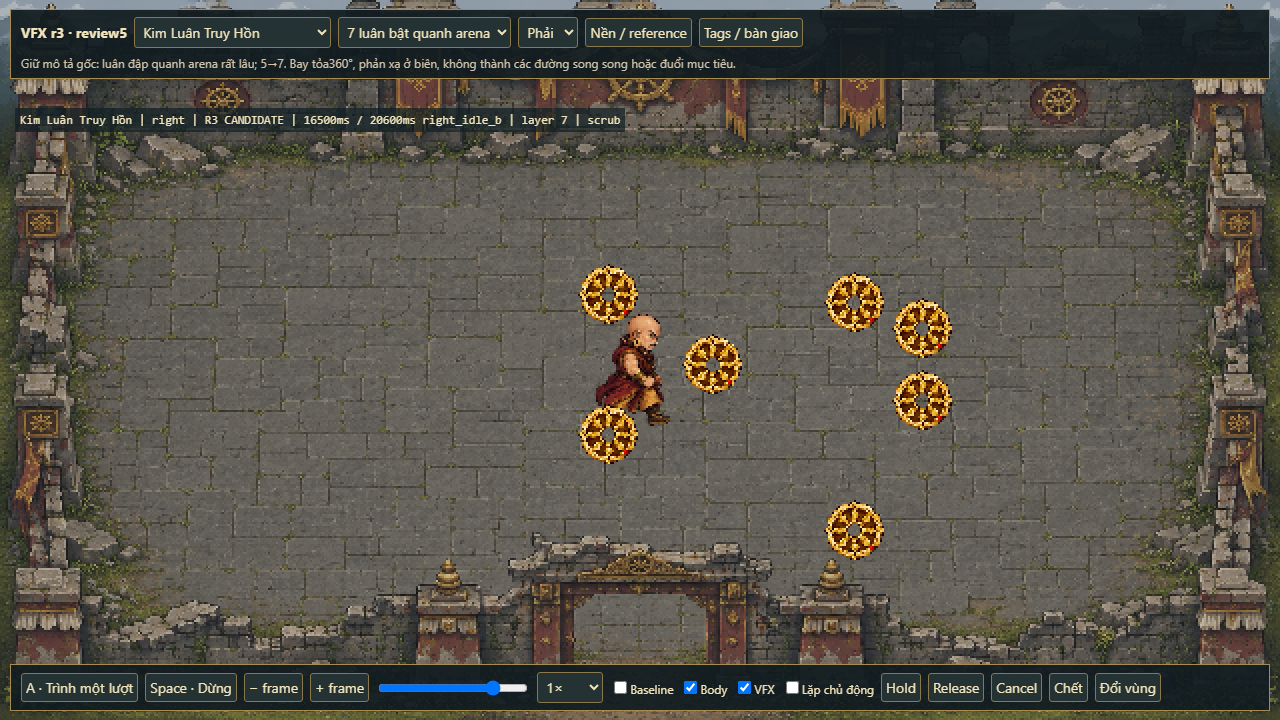 VFX r3 · review5 Kim Luân Truy Hồn 7 luân bật quanh arena Phải Nền / reference Tags / bàn giao
Giữ mô tả gốc: luân đập quanh arena rất lâu; 5→7. Bay tỏa360°, phản xạ ở biên, không thành các đường song song hoặc đuổi mục tiêu.
Kim Luân Truy Hồn | right | R3 CANDIDATE | 16500ms / 20600ms right_idle_b | layer 7 | scrub
A · Trình một lượt Space · Dừng − frame + frame 1× Baseline Body VFX Lặp chủ động Hold Release Cancel Chết Đổi vùng